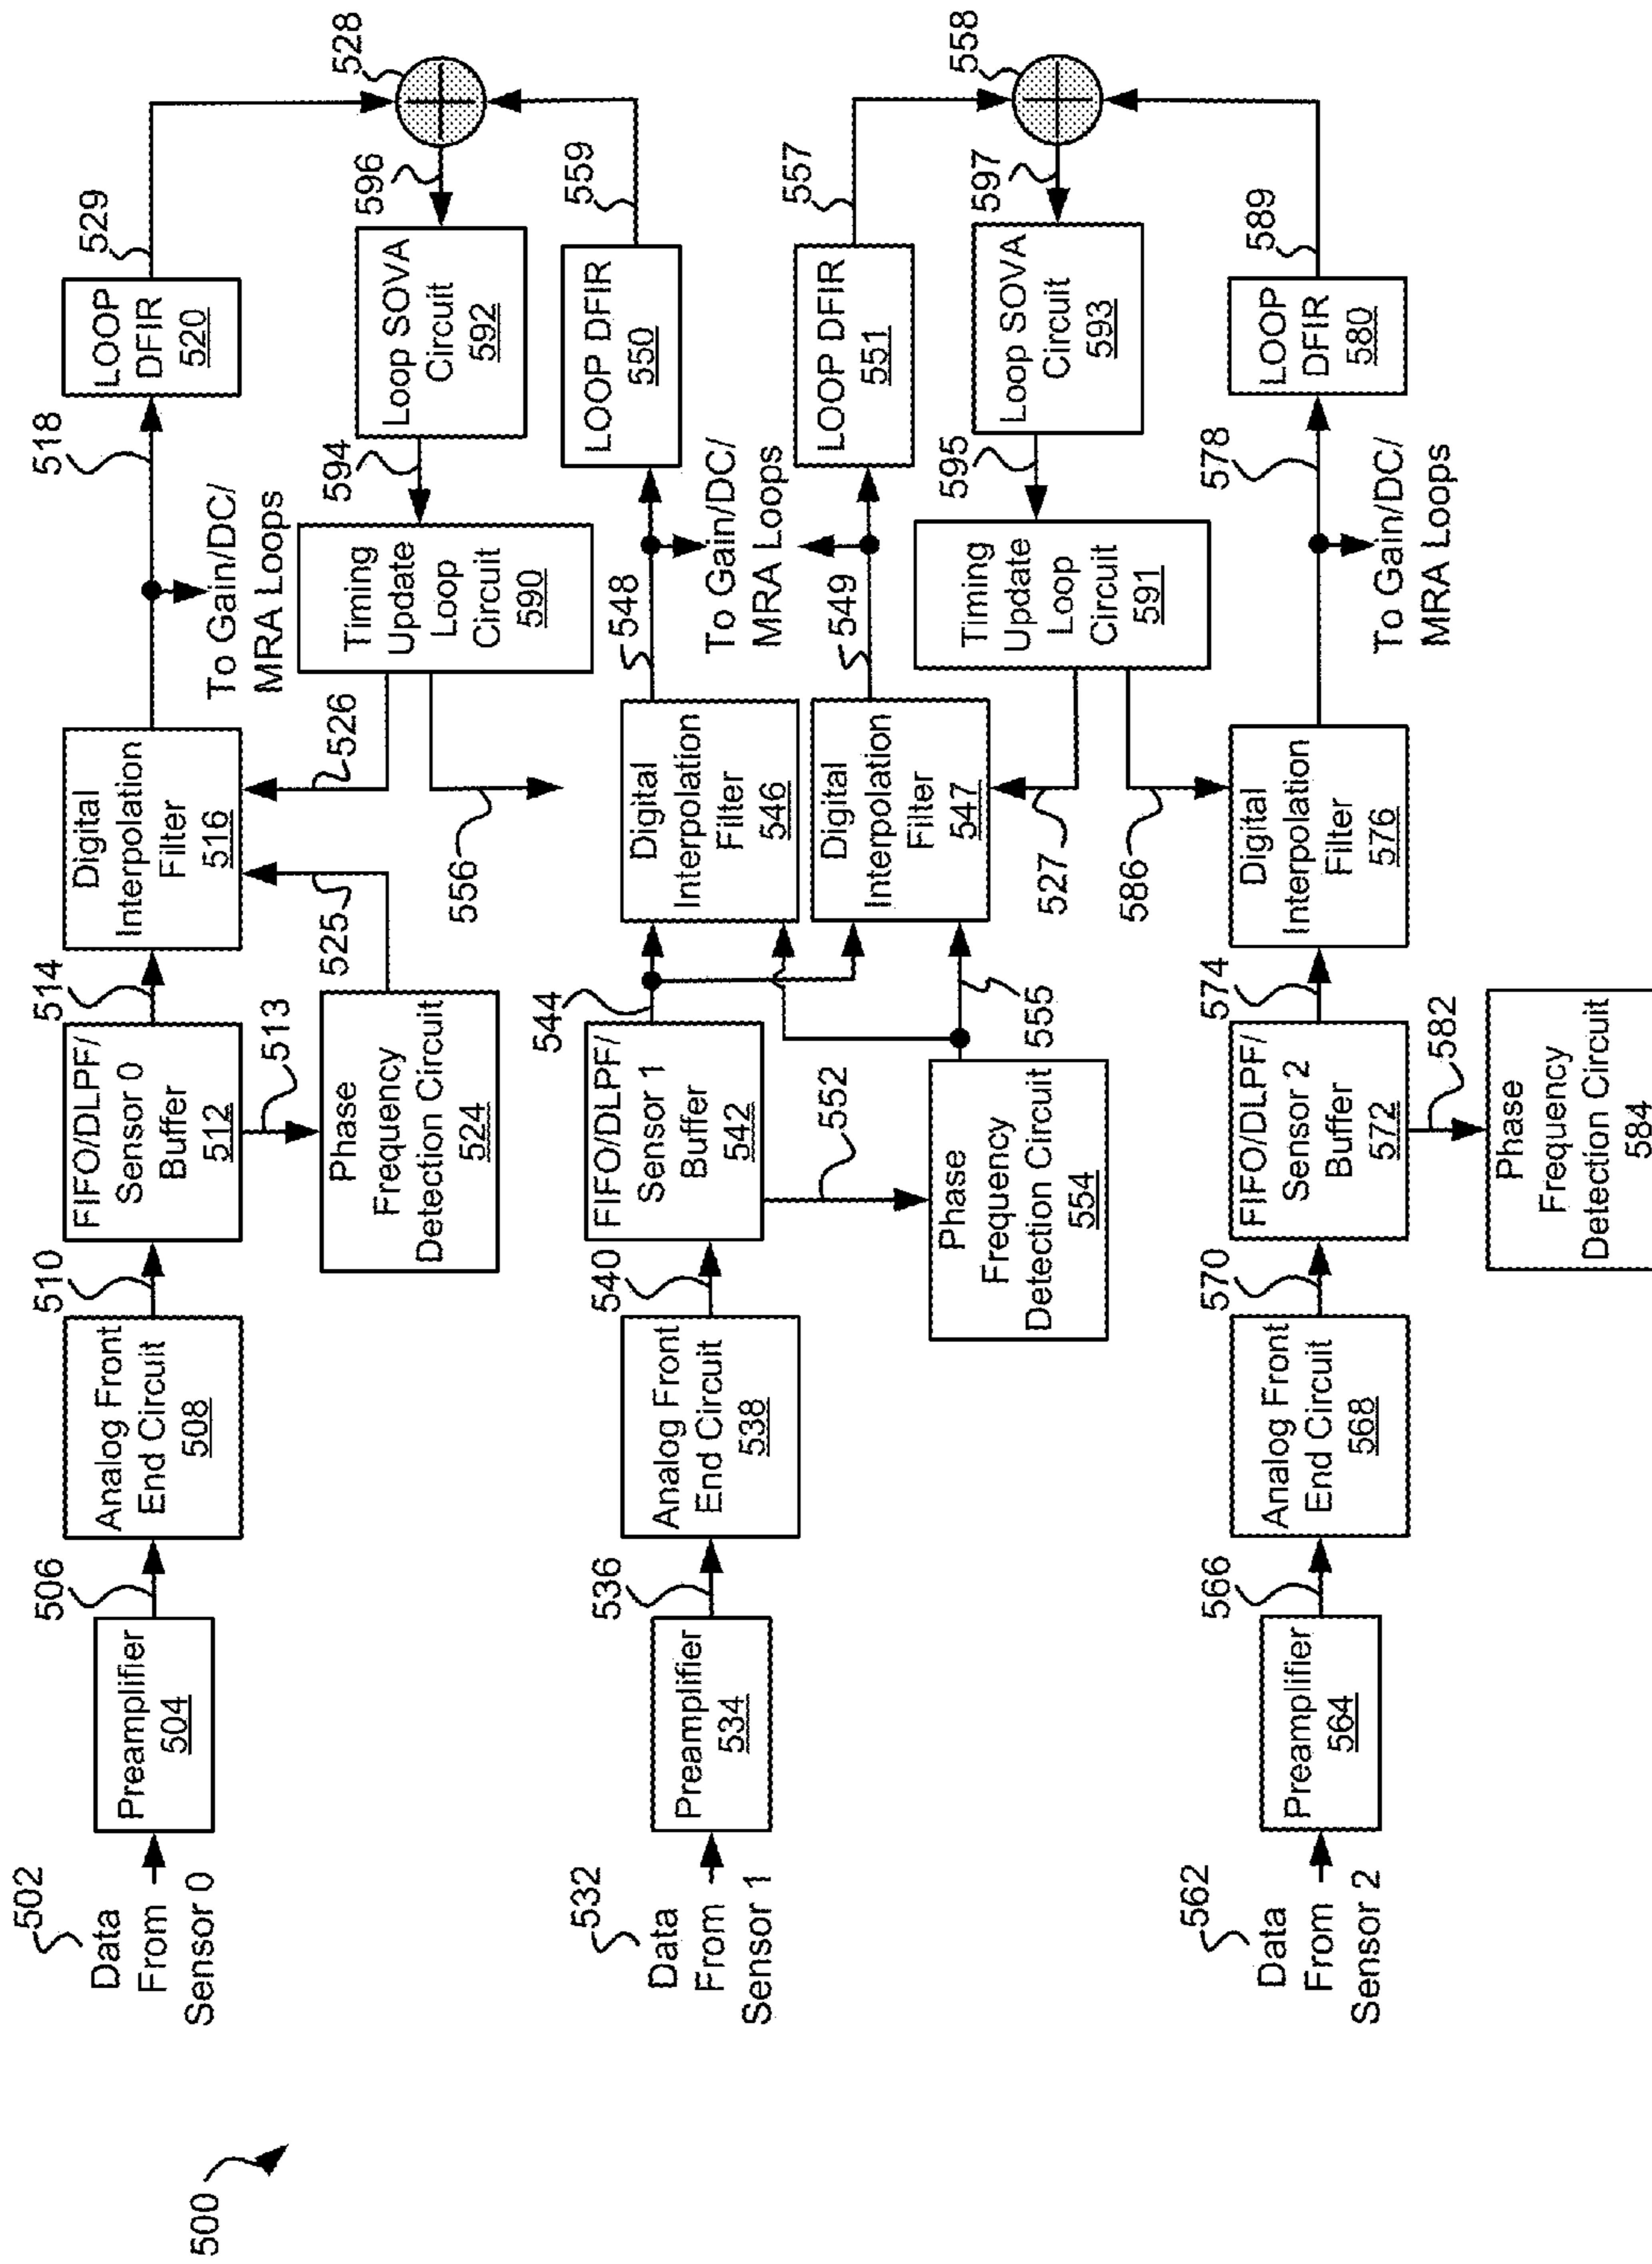 500
502
Data
From
Sensor 0
Preamplifier
504
506
Analog Front
End Circuit
508
510
FIFO/DLPF/
Sensor 0
Buffer
512
513
514
Phase
Frequency
Detection Circuit
524
525
Digital
Interpolation
Filter
516
526
556
To Gain/DC/
MRA Loops
518
LOOP
DFIR
520
529
528
596
Loop SOVA
Circuit
592
594
Timing
Update
Loop
Circuit
590
532
Data
From
Sensor 1
Preamplifier
534
536
Analog Front
End Circuit
538
540
FIFO/DLPF/
Sensor 1
Buffer
542
544
552
Phase
Frequency
Detection Circuit
554
555
Digital
Interpolation
Filter
546
548
Digital
Interpolation
Filter
547
549
To Gain/DC/
MRA Loops
LOOP DFIR
550
559
LOOP DFIR
551
557
558
597
Loop SOVA
Circuit
593
595
Timing
Update
Loop
Circuit
591
527
586
562
Data
From
Sensor 2
Preamplifier
564
566
Analog Front
End Circuit
568
570
FIFO/DLPF/
Sensor 2
Buffer
572
574
582
Phase
Frequency
Detection Circuit
584
Digital
Interpolation
Filter
576
To Gain/DC/
MRA Loops
578
LOOP
DFIR
580
589